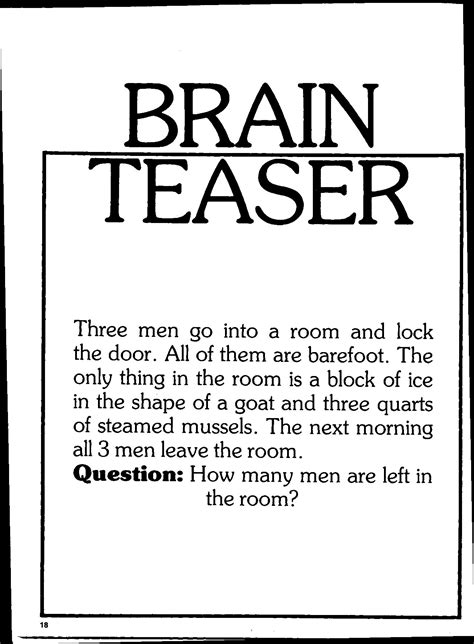 BRAIN
TEASER
Three men go into a room and lock
the door. All of them are barefoot. The
only thing in the room is a block of ice
in the shape of a goat and three quarts
of steamed mussels. The next morning
all 3 men leave the room.
Question: How many men are left in
the room?
18